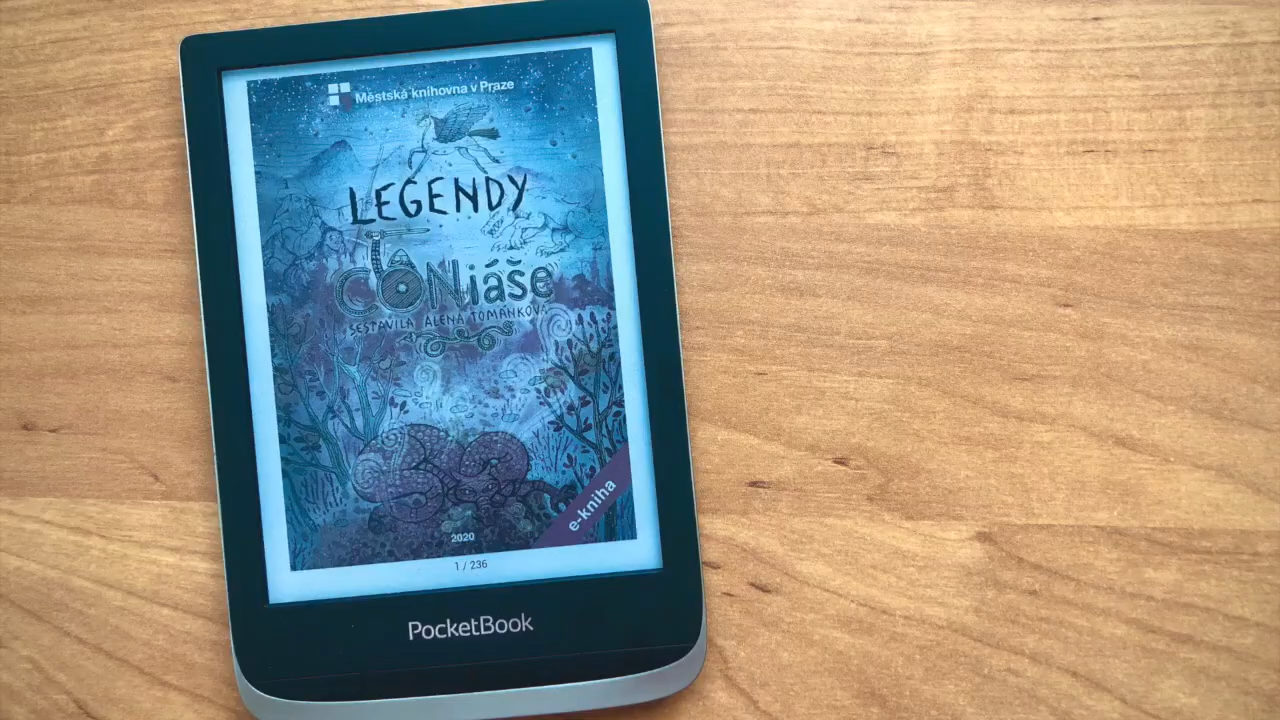 Městská knihovna v Praze
LEGENDY
CONiáše
SESTAVILA ALENA TOMÁNKOVÁ
e-kniha
2020
1 / 236
PocketBook